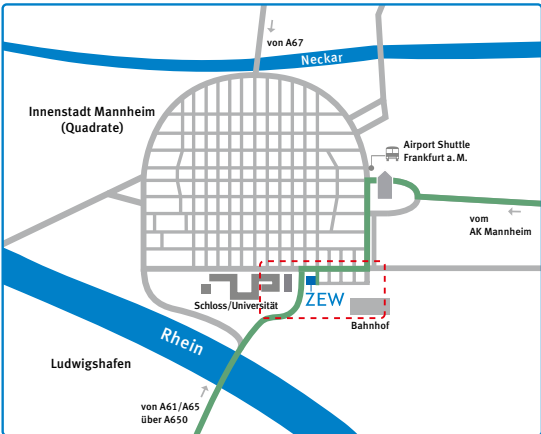 von A67
Neckar
Innenstadt Mannheim
(Quadrate)
Airport Shuttle
Frankfurt a. M.
vom
AK Mannheim
ZEW
Schloss/Universität
Bahnhof
Rhein
Ludwigshafen
von A61/A65
über A650